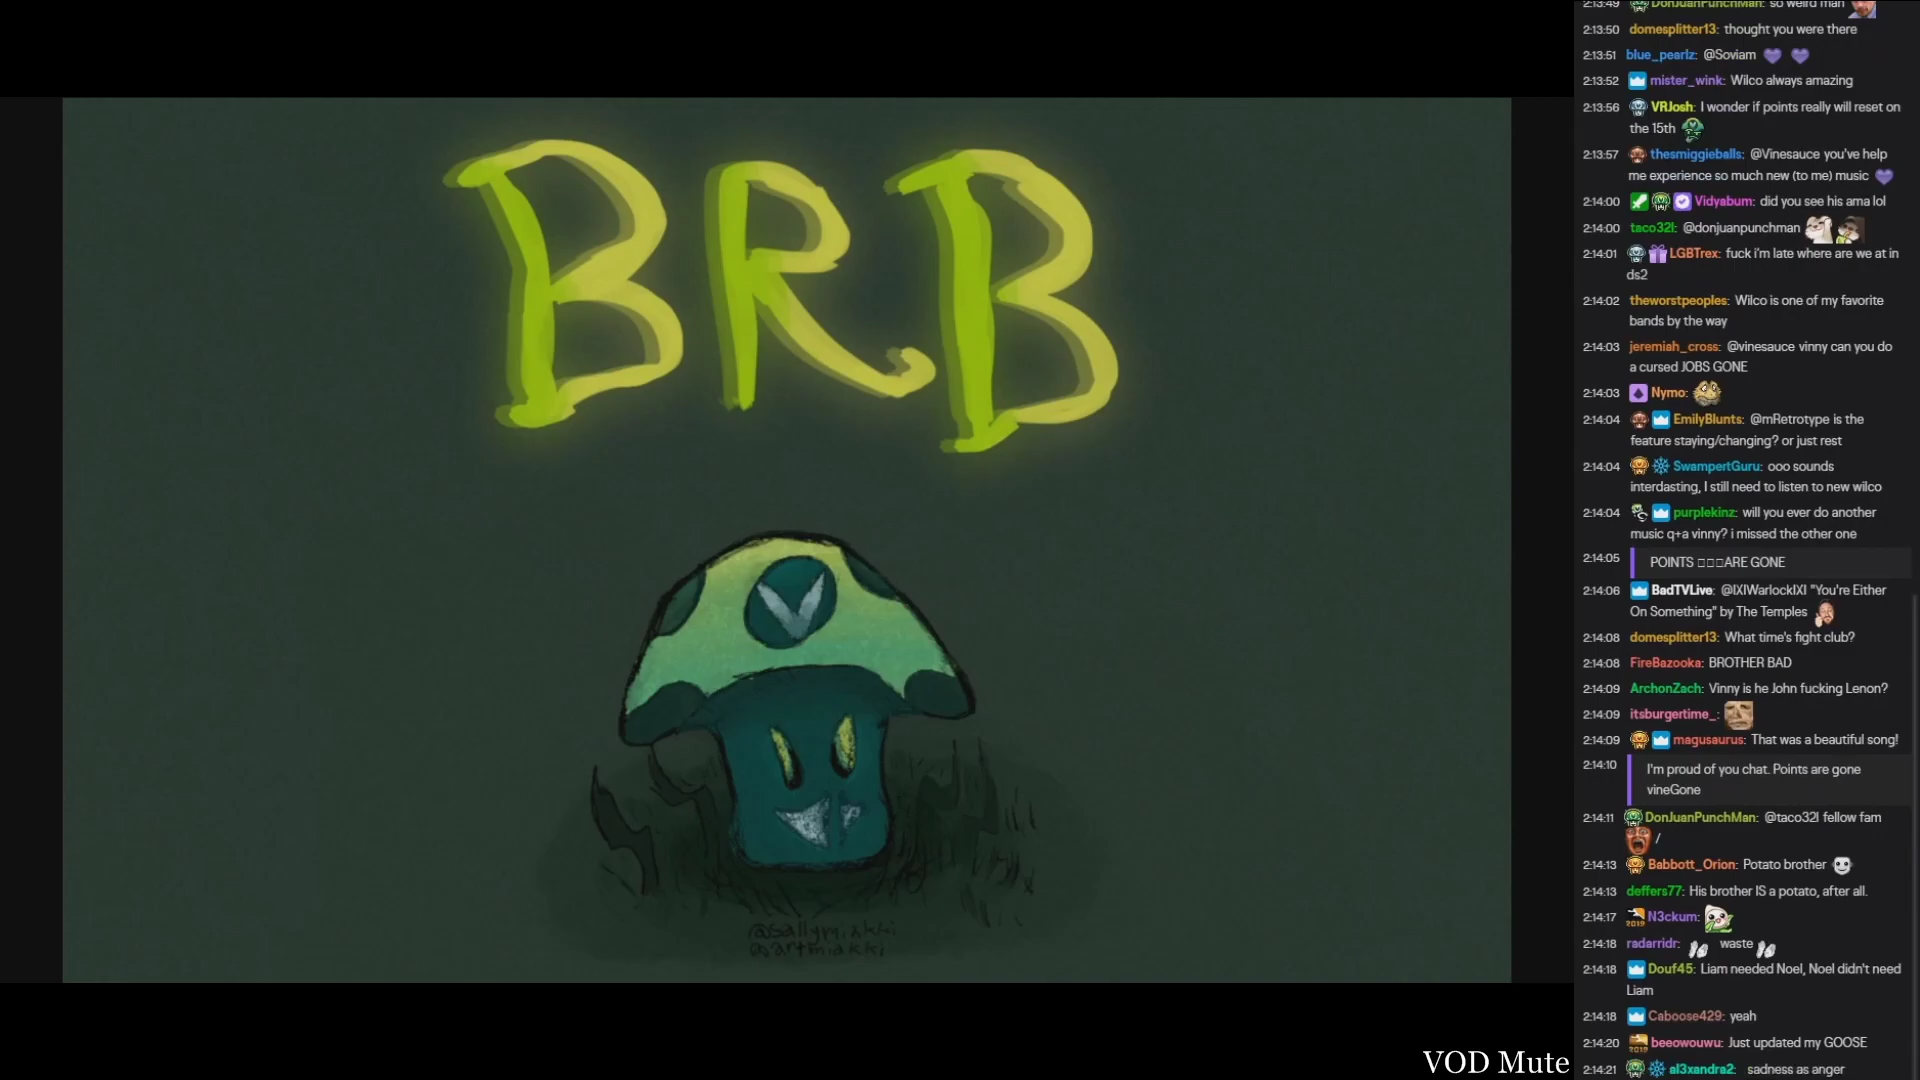 BRB
V
@artmiakki
VOD Mute
2:13:49 DonJuanPunchMan: so weird man
2:13:50 domesplitter13: thought you were there
2:13:51 blue_pearlz: @Soviam
2:13:52 mister_wink: Wilco always amazing
2:13:56 VRJosh: I wonder if points really will reset on
the 15th
2:13:57 thesmiggieballs: @Vinesauce you've help
me experience so much new (to me) music
2:14:00 Vidyabum: did you see his ama lol
2:14:00 taco32l: @donjuanpunchman
2:14:01 LGBTrex: fuck i'm late where are we at in
ds2
2:14:02 theworstpeoples: Wilco is one of my favorite
bands by the way
2:14:03 jeremiah_cross: @vinesauce vinny can you do
a cursed JOBS GONE
2:14:03 Nymo:
2:14:04 EmilyBlunts: @mRetrotype is the
feature staying/changing? or just rest
2:14:04 SwampertGuru: ooo sounds
interdasting, I still need to listen to new wilco
2:14:04 purplekinz: will you ever do another
music q+a vinny? i missed the other one
2:14:05 POINTS □□□ARE GONE
2:14:06 BadTVLive: @IXIWarlockIXI "You're Either
On Something" by The Temples
2:14:08 domesplitter13: What time's fight club?
2:14:08 FireBazooka: BROTHER BAD
2:14:09 ArchonZach: Vinny is he John fucking Lenon?
2:14:09 itsburgertime_:
2:14:09 magusaurus: That was a beautiful song!
2:14:10 I'm proud of you chat. Points are gone
vineGone
2:14:11 DonJuanPunchMan: @taco32l fellow fam
/
2:14:13 Babbott_Orion: Potato brother
2:14:13 deffers77: His brother IS a potato, after all.
2:14:17 N3ckum:
2:14:18 radarridr: waste
2:14:18 Douf45: Liam needed Noel, Noel didn't need
Liam
2:14:18 Caboose429: yeah
2:14:20 beeowouwu: Just updated my GOOSE
2:14:21 al3xandra2: sadness as anger